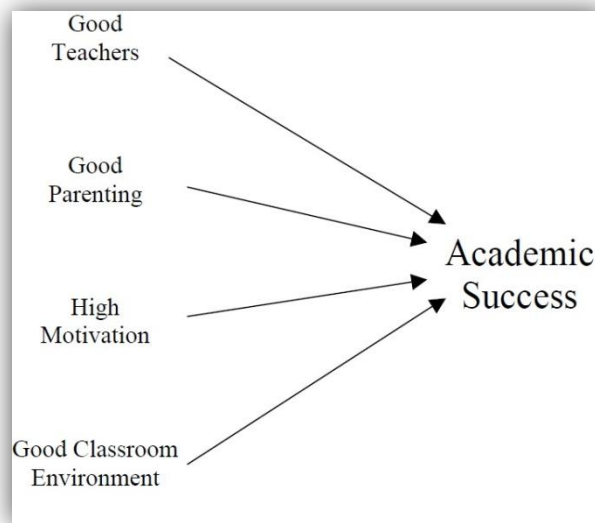 Good
Teachers
Good
Parenting
Academic
Success
High
Motivation
Good Classroom
Environment